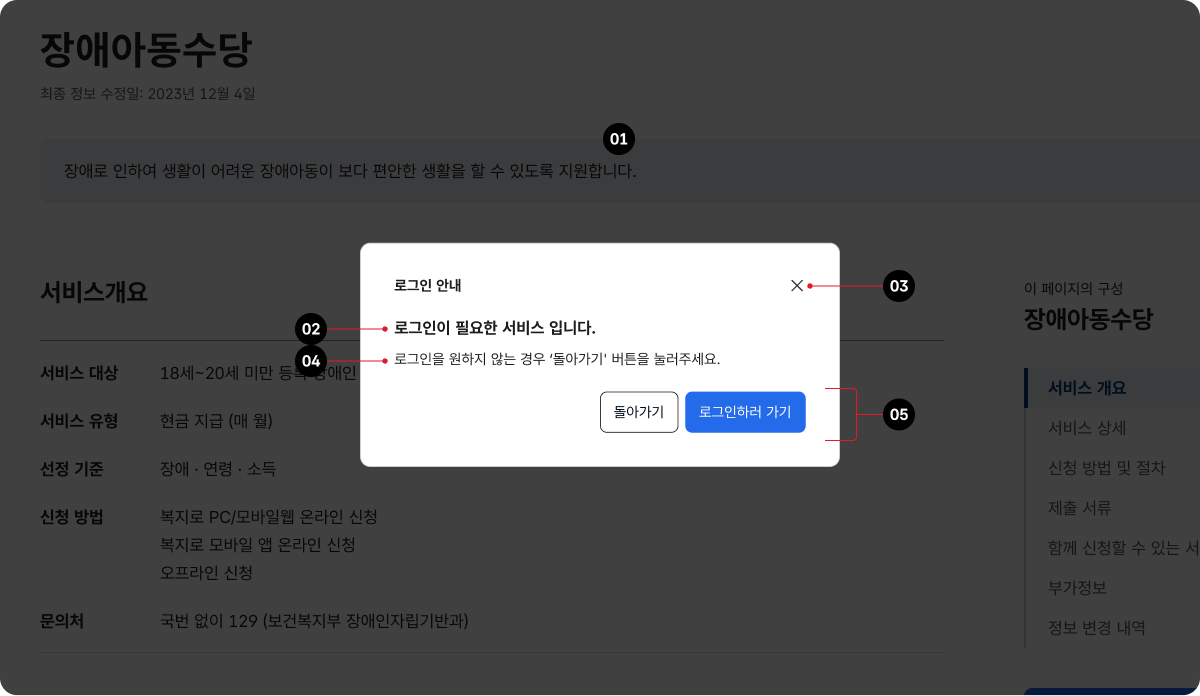 장애아동수당
최종 정보 수정일: 2023년 12월 4일
01
장애로 인하여 생활이 어려운 장애아동이 보다 편안한 생활을 할 수 있도록 지원합니다.
로그인 안내
03
02
로그인이 필요한 서비스 입니다.
04
로그인을 원하지 않는 경우 ‘돌아가기' 버튼을 눌러주세요.
돌아가기
로그인하러 가기
05
서비스개요
서비스 대상
18세~20세 미만 등록 장애인
서비스 유형
현금 지급 (매 월)
선정 기준
장애 · 연령 · 소득
신청 방법
복지로 PC/모바일웹 온라인 신청
복지로 모바일 앱 온라인 신청
오프라인 신청
문의처
국번 없이 129 (보건복지부 장애인자립기반과)
이 페이지의 구성
장애아동수당
서비스 개요
서비스 상세
신청 방법 및 절차
제출 서류
함께 신청할 수 있는 서
부가정보
정보 변경 내역